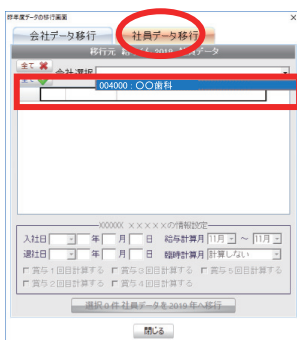 昨年度データの移行画面
会社データ移行 社員データ移行
移行元 2018 データ
全て
会社選択
全て
004000 : 〇〇歯科
XXXXXX ××××××の情報設定
入社日 年 月 日 給与計算月 11月 ～ 11月
退社日 年 月 日 臨時計算月 計算しない
賞与1回目計算する 賞与3回目計算する 賞与5回目計算する
賞与2回目計算する 賞与4回目計算する
選択0件 社員データを2019年へ移行
閉じる